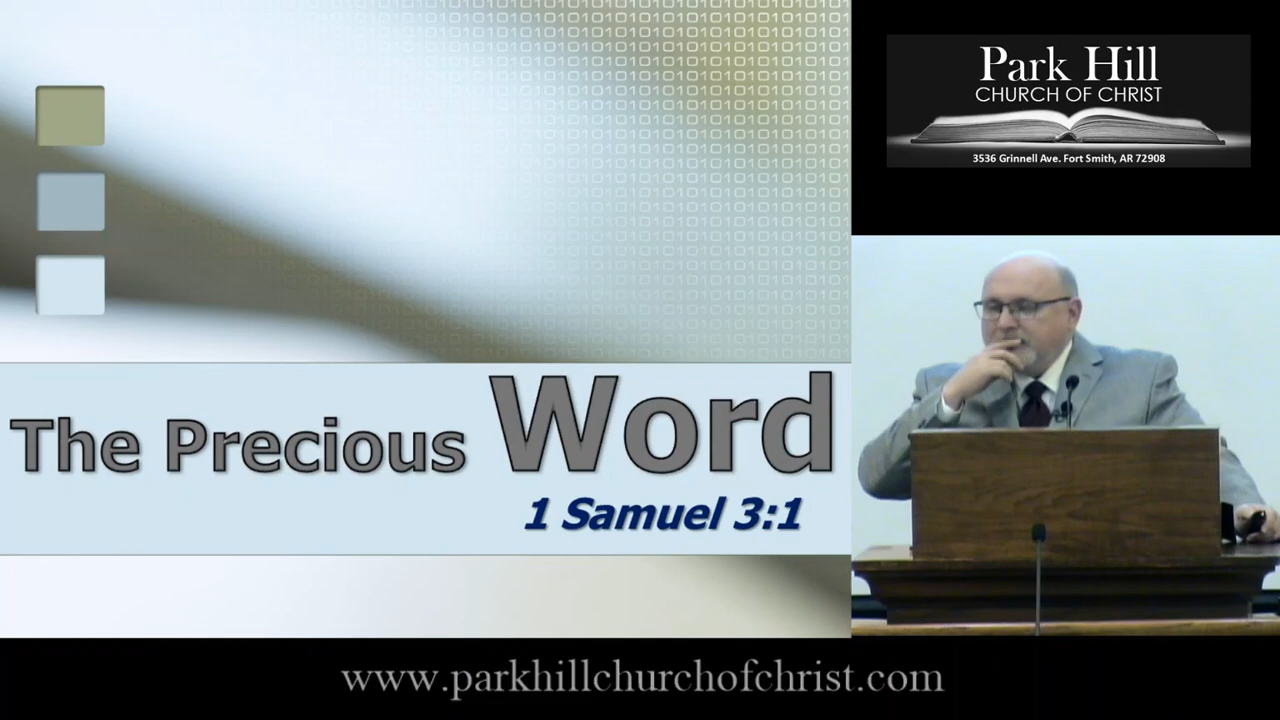 The Precious Word
1 Samuel 3:1
Park Hill
CHURCH OF CHRIST
3536 Grinnell Ave. Fort Smith, AR 72908
www.parkhillchurchofchrist.com